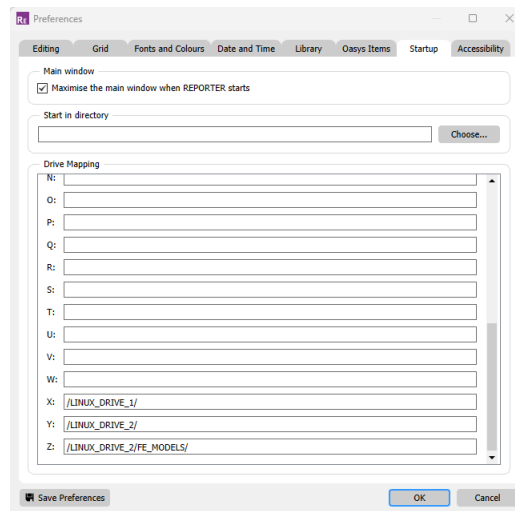 RE Preferences
Editing Grid Fonts and Colours Date and Time Library Oasys Items Startup Accessibility
Main window
Maximise the main window when REPORTER starts
Start in directory
Choose...
Drive Mapping
N:
O:
P:
Q:
R:
S:
T:
U:
V:
W:
X: /LINUX_DRIVE_1/
Y: /LINUX_DRIVE_2/
Z: /LINUX_DRIVE_2/FE_MODELS/
Save Preferences OK Cancel